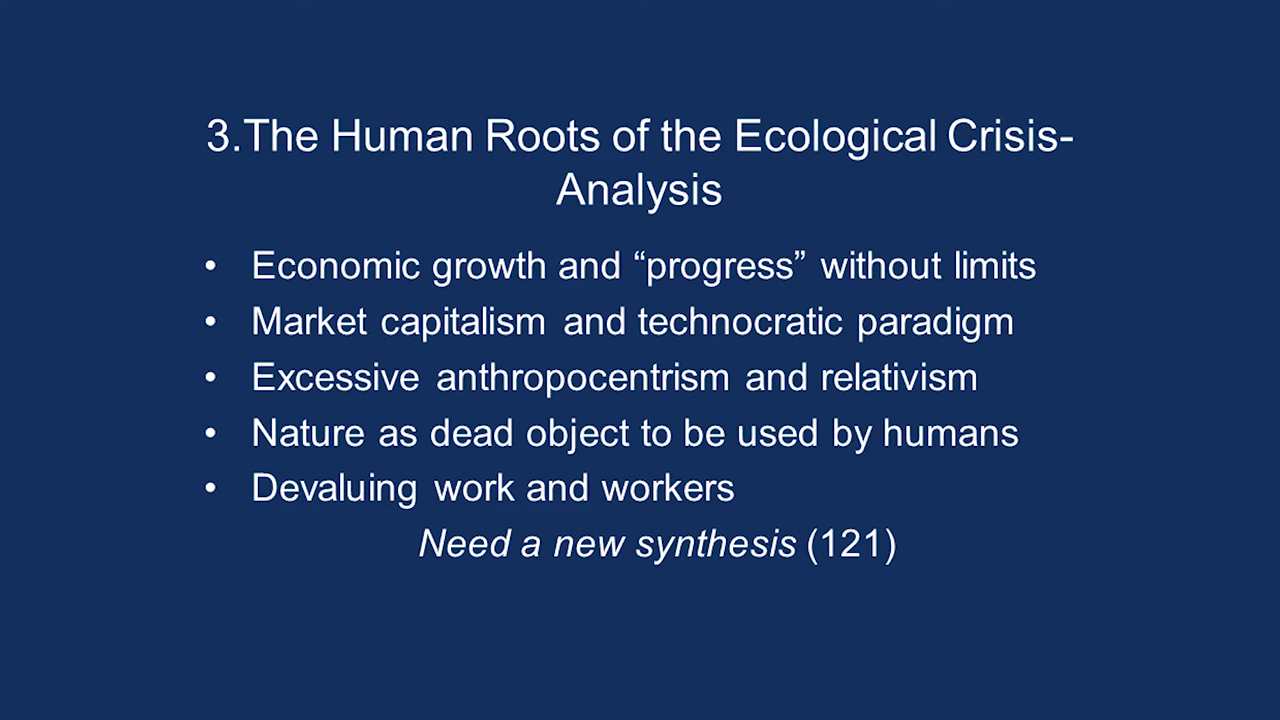 3.The Human Roots of the Ecological Crisis-
Analysis
• Economic growth and “progress” without limits
• Market capitalism and technocratic paradigm
• Excessive anthropocentrism and relativism
• Nature as dead object to be used by humans
• Devaluing work and workers
Need a new synthesis (121)